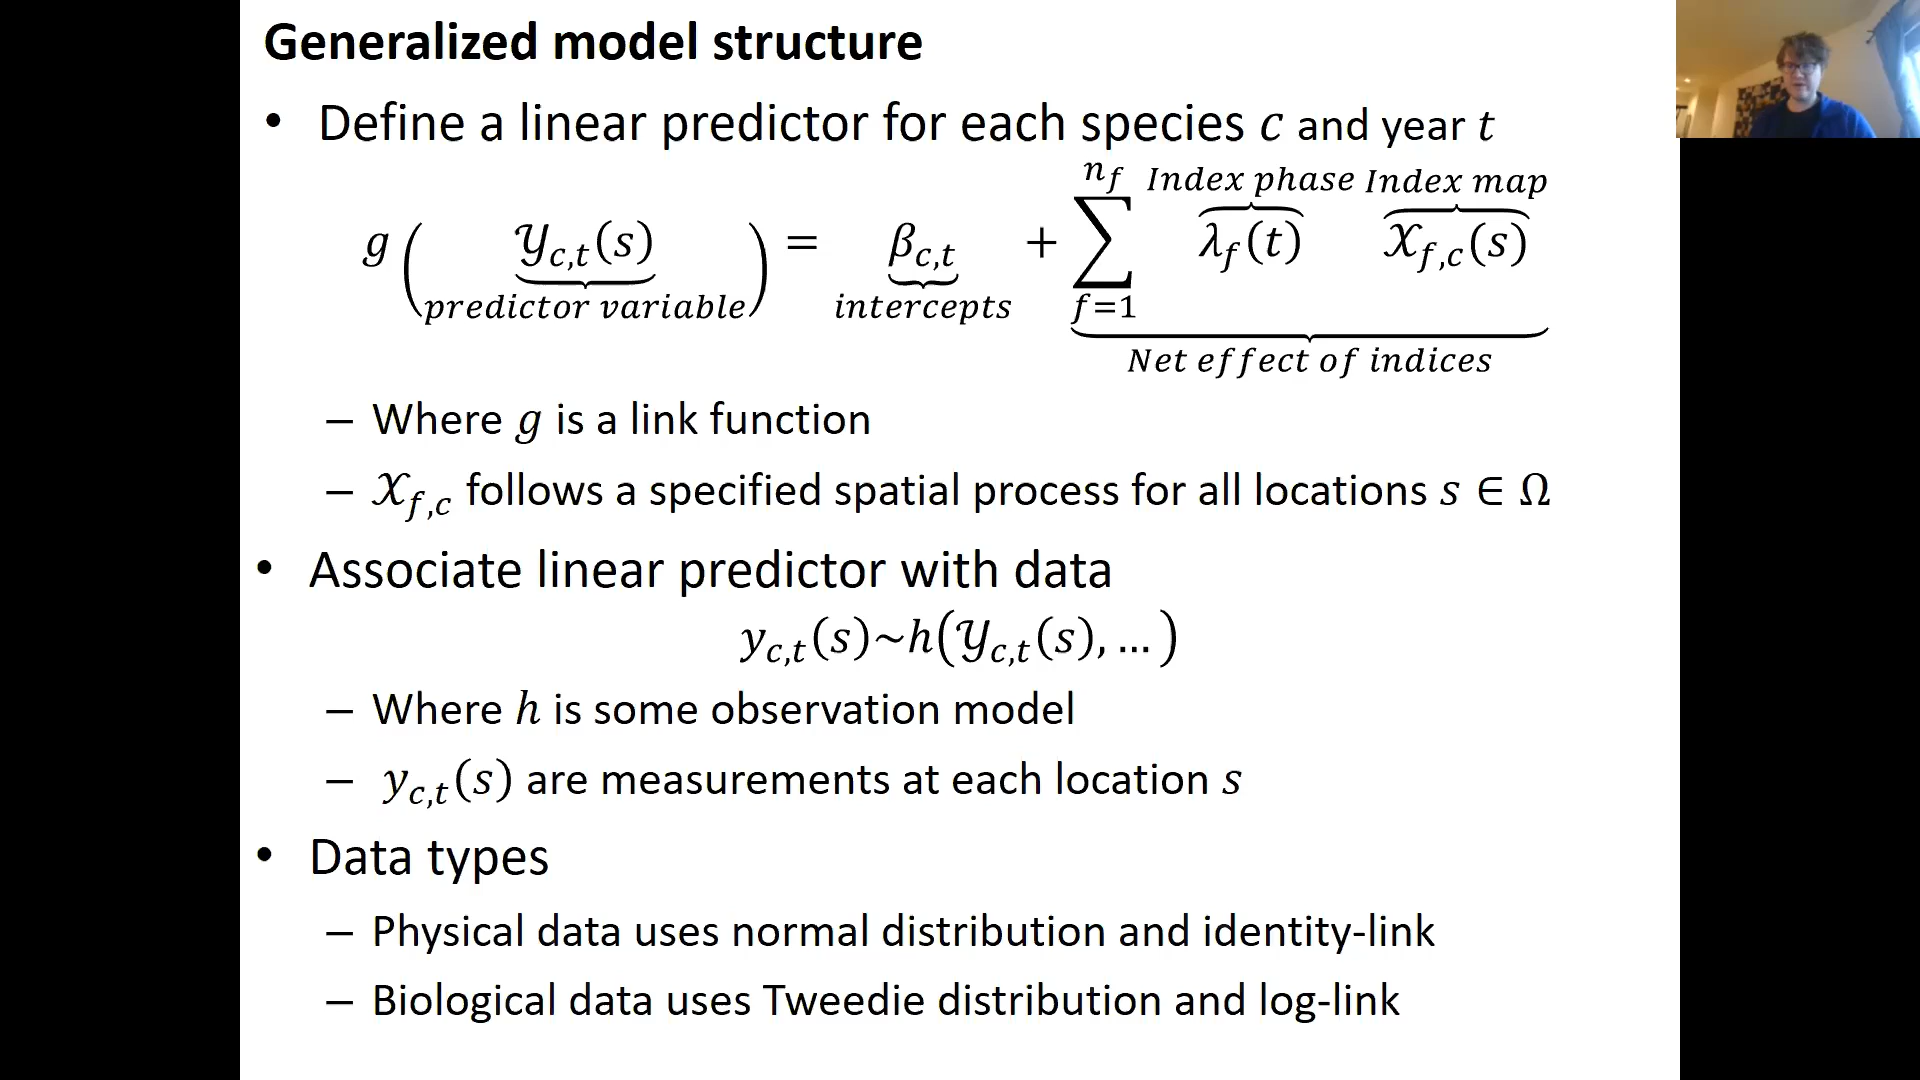 Generalized model structure
• Define a linear predictor for each species 𝑐 and year 𝑡
𝑔(𝒴_{𝑐,𝑡}(𝑠)) = 𝛽_{𝑐,𝑡} + ∑_{𝑓=1}^{𝑛_𝑓} 𝜆_𝑓(𝑡) 𝒳_{𝑓,𝑐}(𝑠)
Index phase Index map
predictor variable intercepts
Net effect of indices
– Where 𝑔 is a link function
– 𝒳_{𝑓,𝑐} follows a specified spatial process for all locations 𝑠 ∈ Ω
• Associate linear predictor with data
𝑦_{𝑐,𝑡}(𝑠)~ℎ(𝒴_{𝑐,𝑡}(𝑠), … )
– Where ℎ is some observation model
– 𝑦_{𝑐,𝑡}(𝑠) are measurements at each location 𝑠
• Data types
– Physical data uses normal distribution and identity-link
– Biological data uses Tweedie distribution and log-link